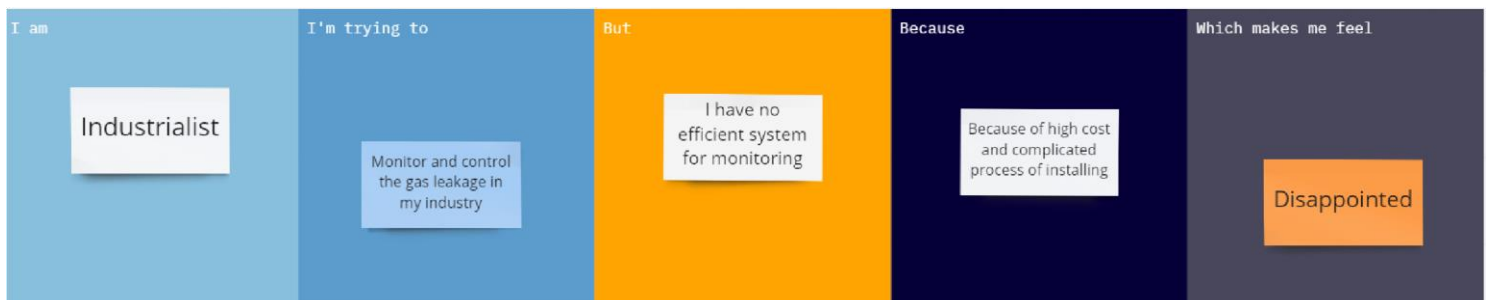 I am
Industrialist
I'm trying to
Monitor and control
the gas leakage in
my industry
But
I have no
efficient system
for monitoring
Because
Because of high cost
and complicated
process of installing
Which makes me feel
Disappointed